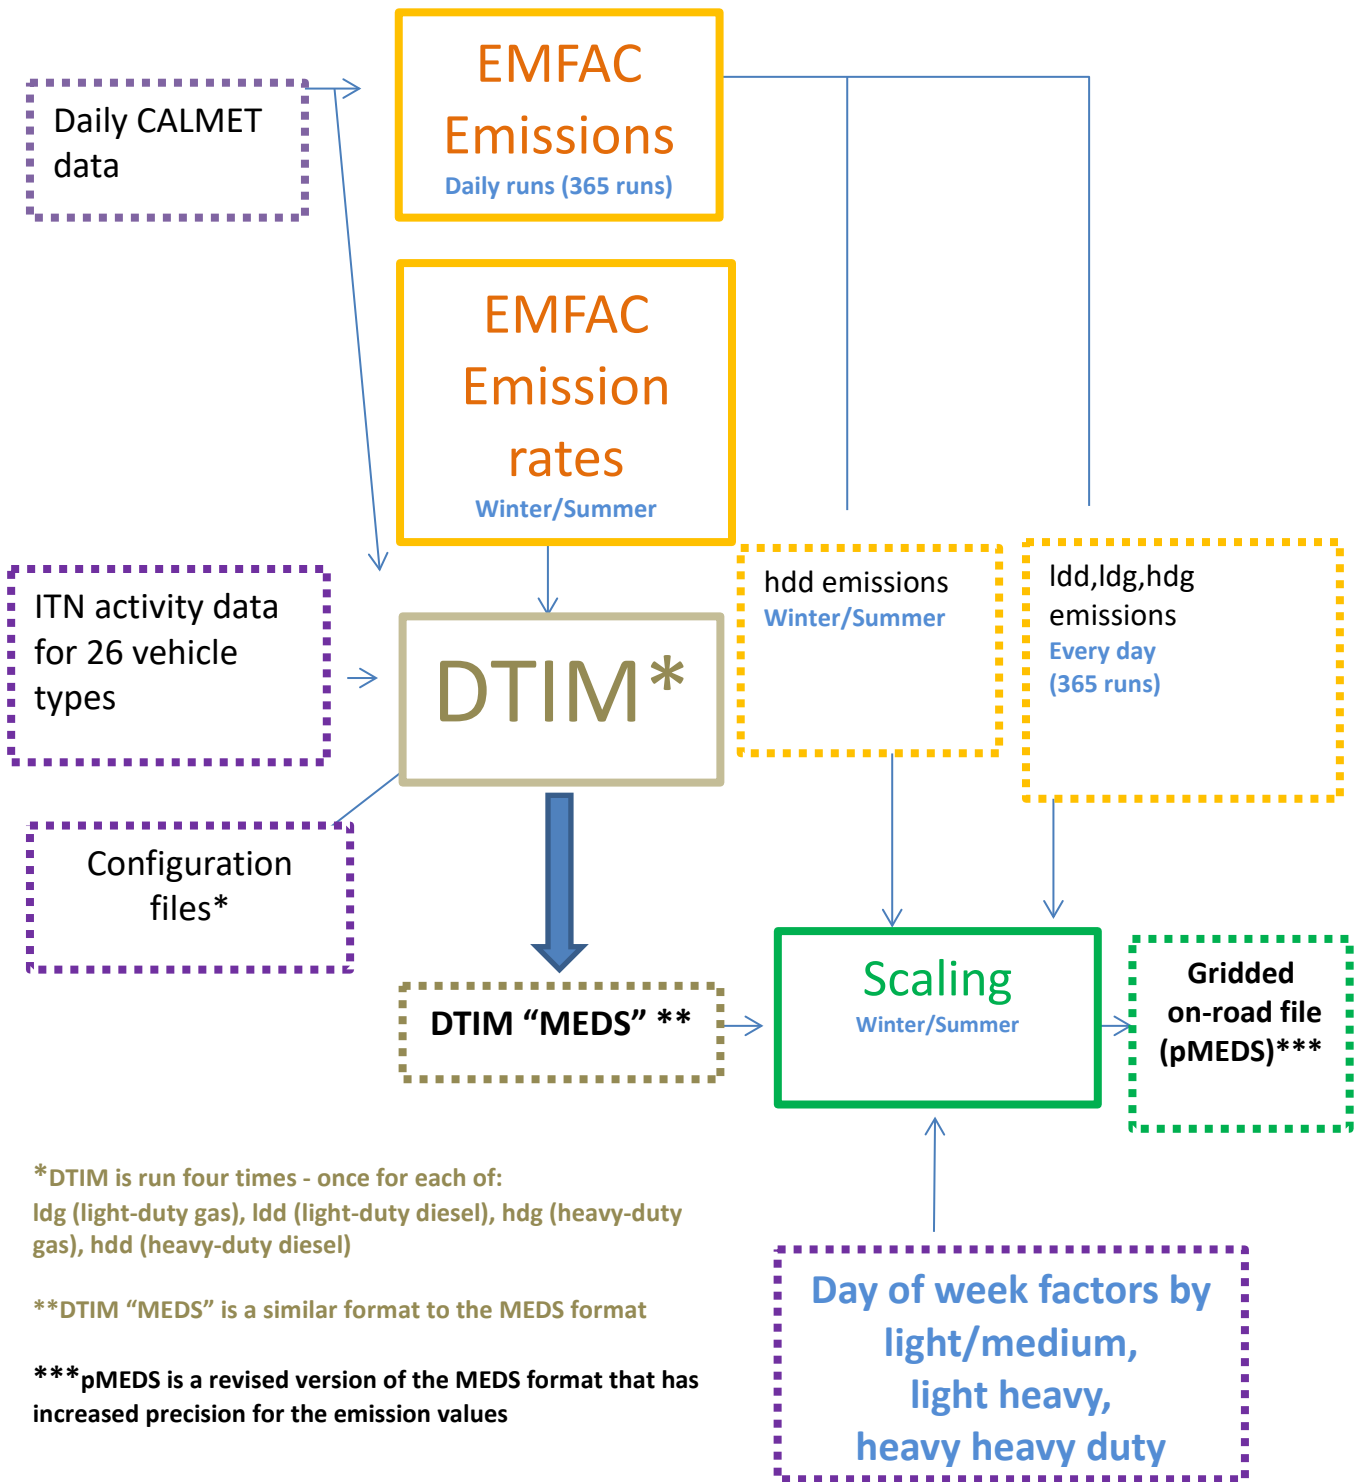 EMFAC
Emissions
Daily runs (365 runs)
Daily CALMET
data
EMFAC
Emission
rates
Winter/Summer
hdd emissions
Winter/Summer
ldd,ldg,hdg
emissions
Every day
(365 runs)
ITN activity data
for 26 vehicle
types
DTIM*
Configuration
files*
DTIM “MEDS” **
Scaling
Winter/Summer
Gridded
on-road file
(pMEDS)***
*DTIM is run four times - once for each of:
ldg (light-duty gas), ldd (light-duty diesel), hdg (heavy-duty
gas), hdd (heavy-duty diesel)
**DTIM “MEDS” is a similar format to the MEDS format
***pMEDS is a revised version of the MEDS format that has
increased precision for the emission values
Day of week factors by
light/medium,
light heavy,
heavy heavy duty